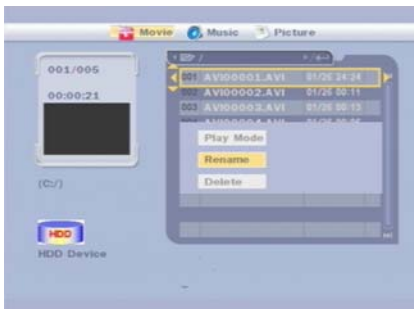 Movie Music Picture
001/005
00:00:21
(C:/)
HDD
HDD Device
/
001 AVI00001.AVI 01/26 24:24
002 AVI00002.AVI 01/26 00:11
003 AVI00003.AVI 01/26 00:13
Play Mode
Rename
Delete